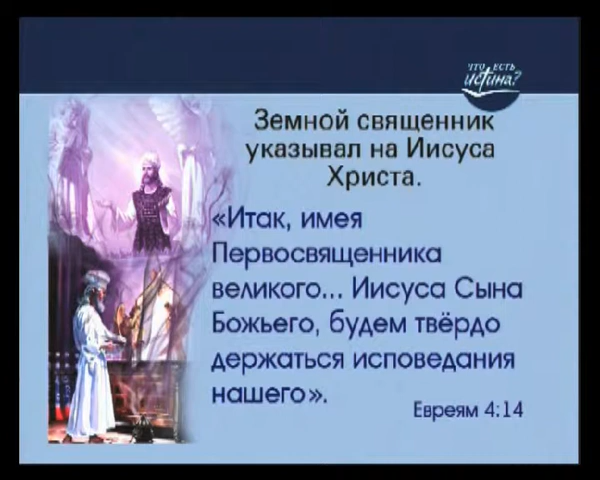 ЧТО ЕСТЬ
ИСТИНА?
Земной священник
указывал на Иисуса
Христа.
«Итак, имея
Первосвященника
великого... Иисуса Сына
Божьего, будем твёрдо
держаться исповедания
нашего».
Евреям 4:14